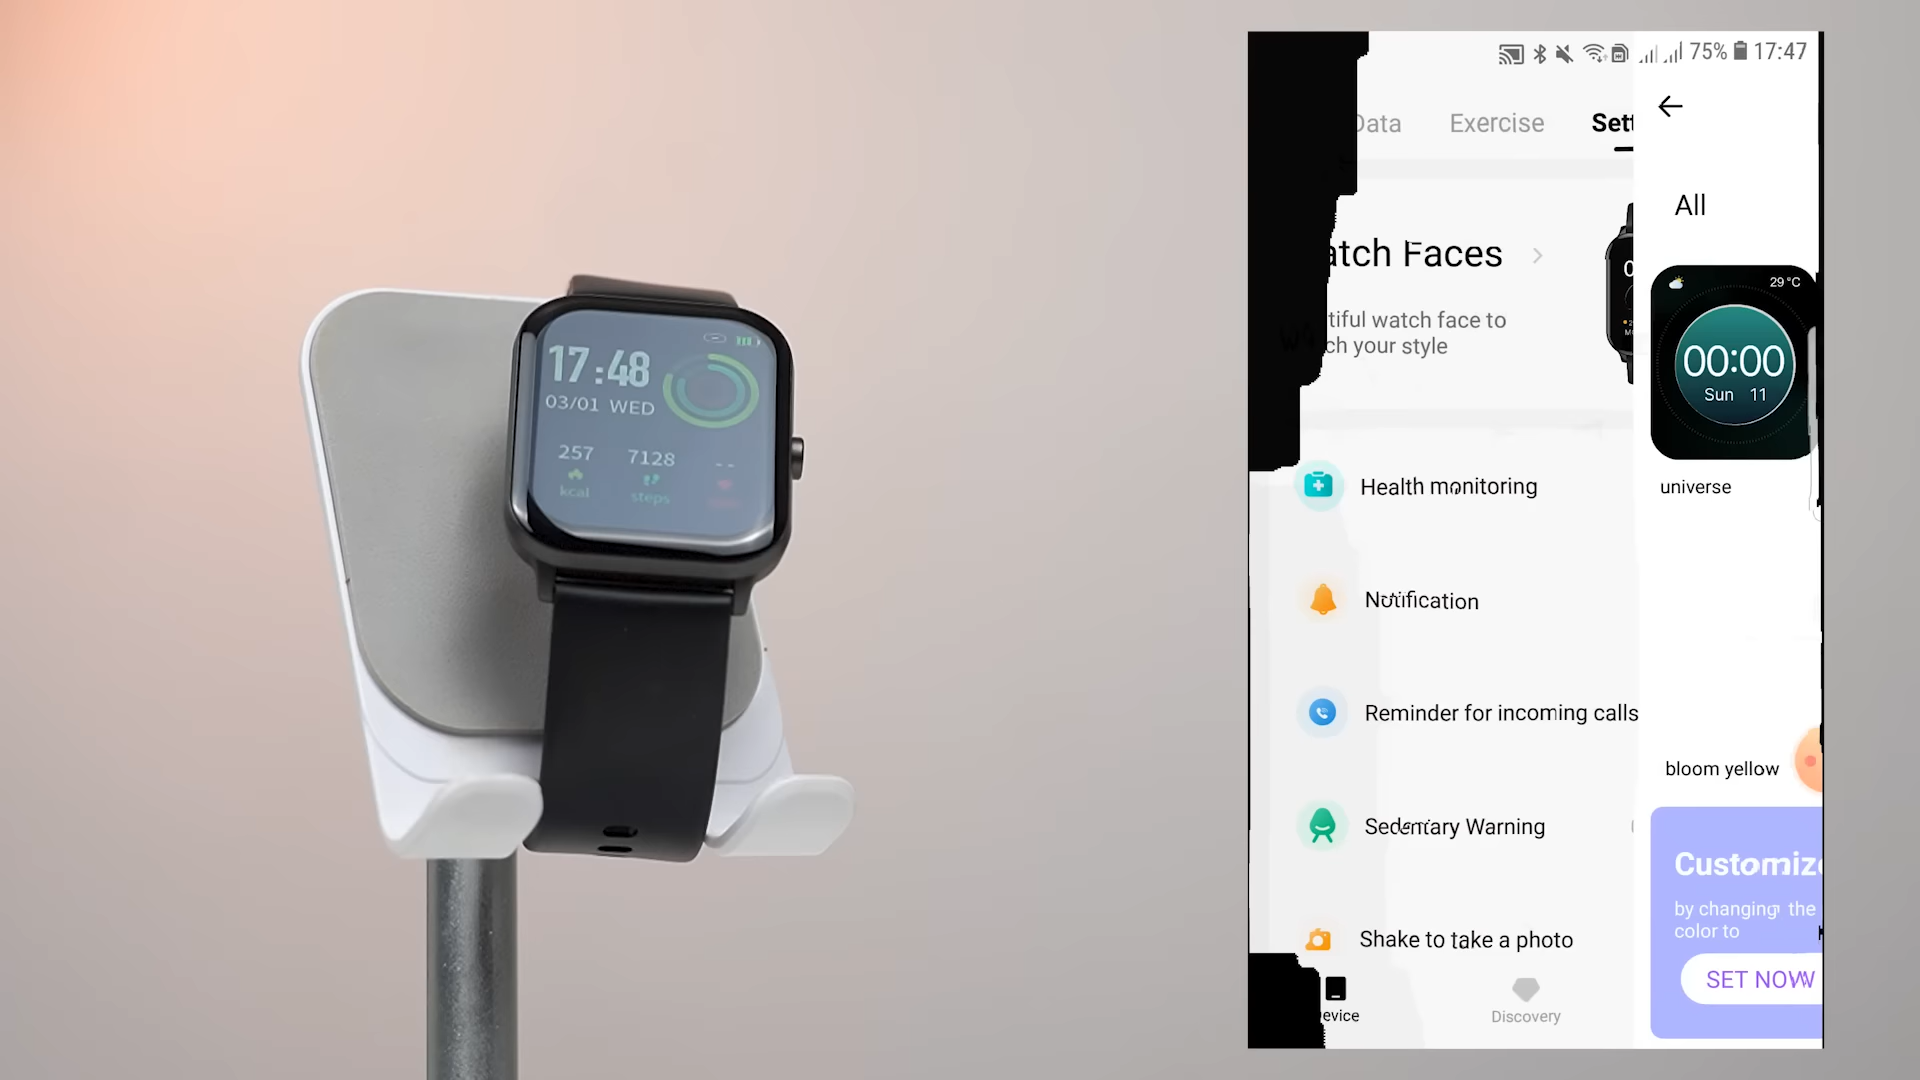 17:48
03/01 WED
257
7128
--
kcal
steps
75% 17:47
Data
Exercise
Sett
atch Faces
tiful watch face to
ch your style
Health monitoring
Notification
Reminder for incoming calls
Sedentary Warning
Shake to take a photo
evice
Discovery
All
29°C
00:00
Sun 11
universe
bloom yellow
Customize
by changing the
color to
SET NOW